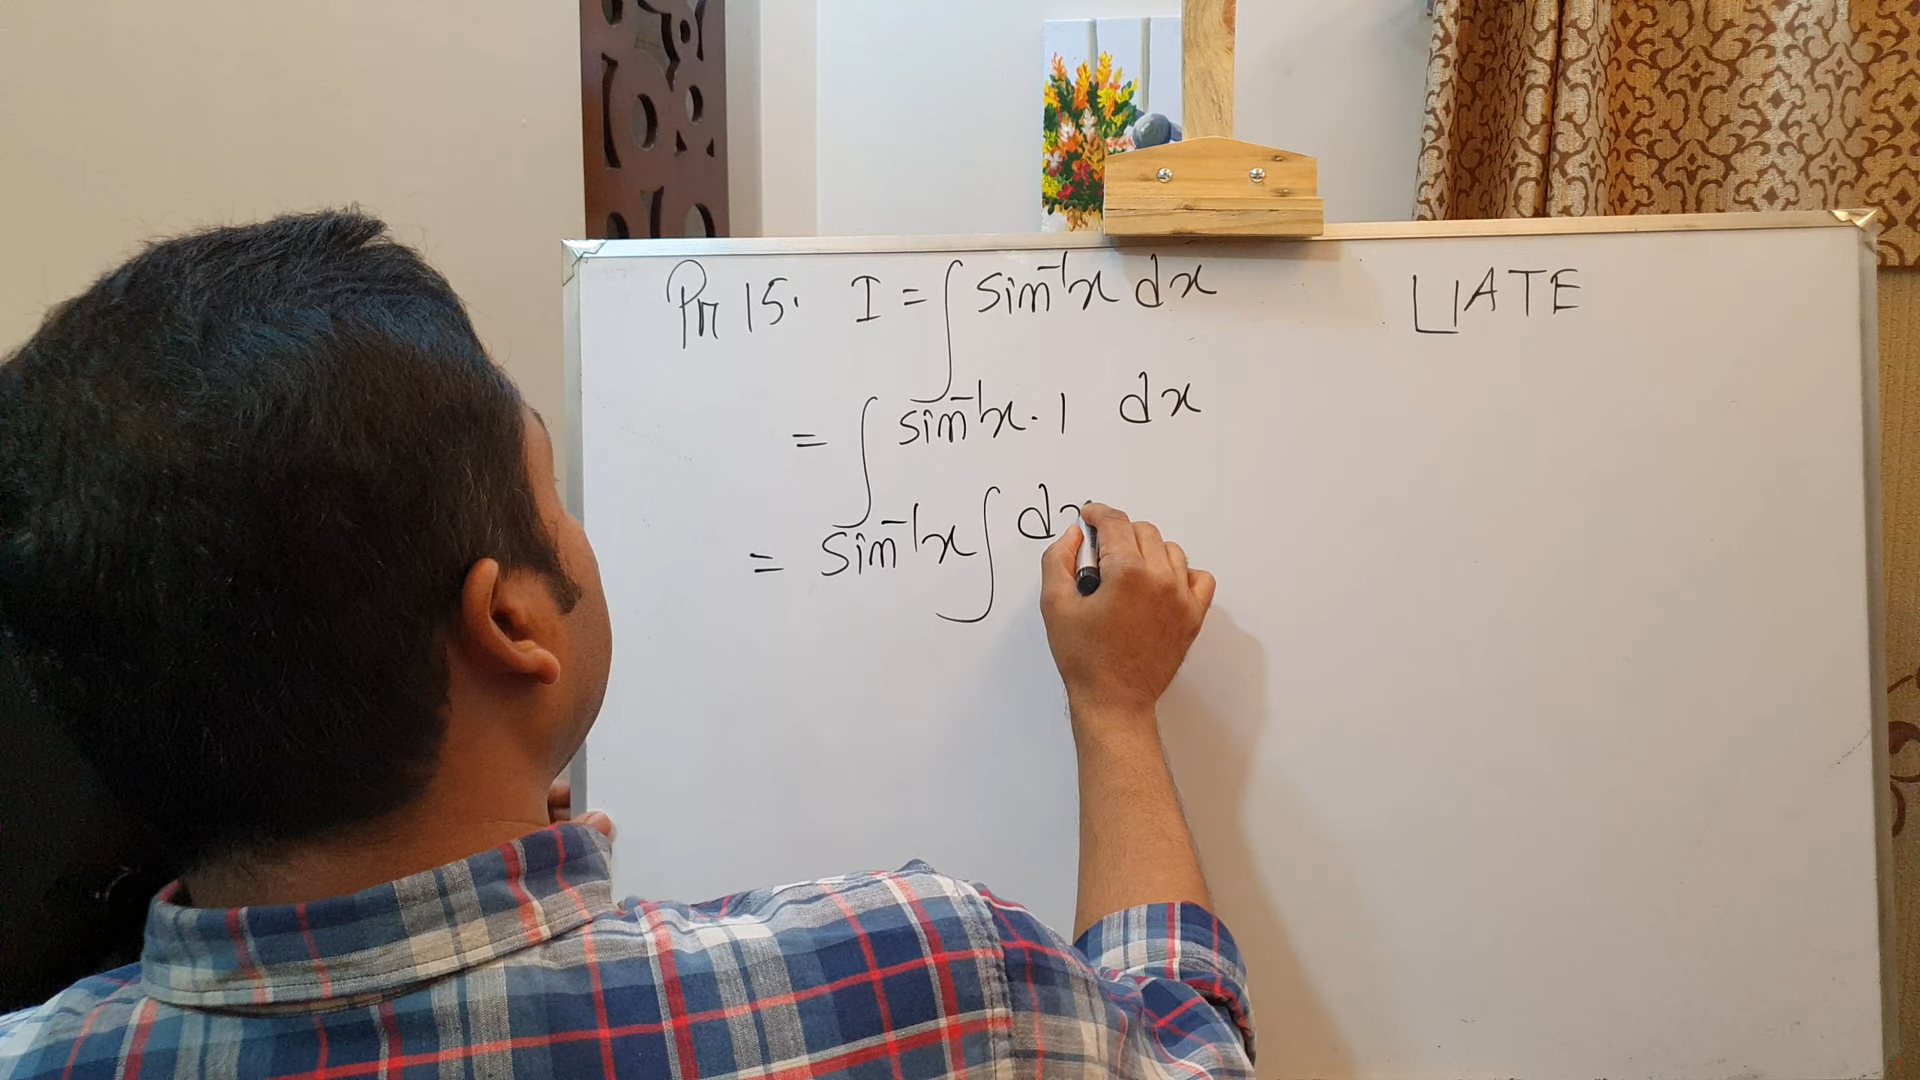 Pr 15. I = ∫ sin⁻¹x dx LIATE
= ∫ sin⁻¹x · 1 dx
= sin⁻¹x ∫ dx